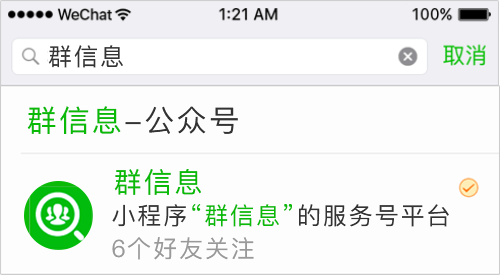 WeChat 1:21 AM 100%
群信息 取消
群信息-公众号
群信息
小程序“群信息”的服务号平台
6个好友关注